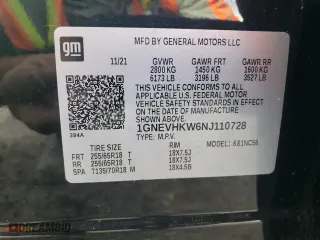 gm
MFD BY GENERAL MOTORS LLC
11/21 GVWR GAWR FRT GAWR RR
2800 KG 1450 KG 1600 KG
6173 LB 3196 LB 3527 LB
THIS VEHICLE CONFORMS TO ALL
APPLICABLE U.S. FEDERAL MOTOR
VEHICLE SAFETY
STANDARDS IN EFFECT ON THE
DATE OF MANUFACTURE SHOWN ABOVE.
1GNEVHKW6NJ110728
TYPE: M.P.V.
394A
TIRE SIZE RIM
FRT 255/65R18 T 18X7.5J
RR 255/65R18 T 18X7.5J
SPA T135/70R18 M 18X4.5B